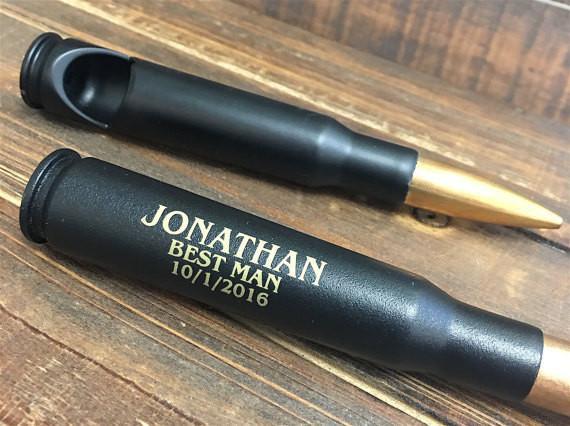 JONATHAN
BEST MAN
10/1/2016